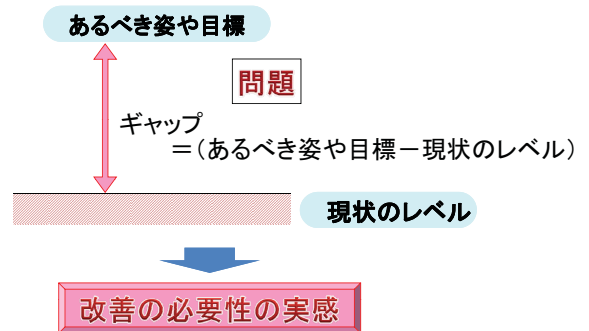 あるべき姿や目標
問題
ギャップ
＝（あるべき姿や目標－現状のレベル）
現状のレベル
改善の必要性の実感